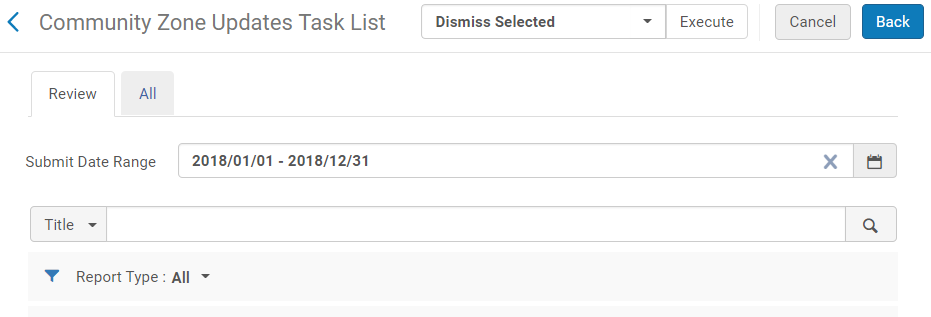 Community Zone Updates Task List
Dismiss Selected
Execute
Cancel
Back
Review
All
Submit Date Range
2018/01/01 - 2018/12/31
Title
Report Type : All